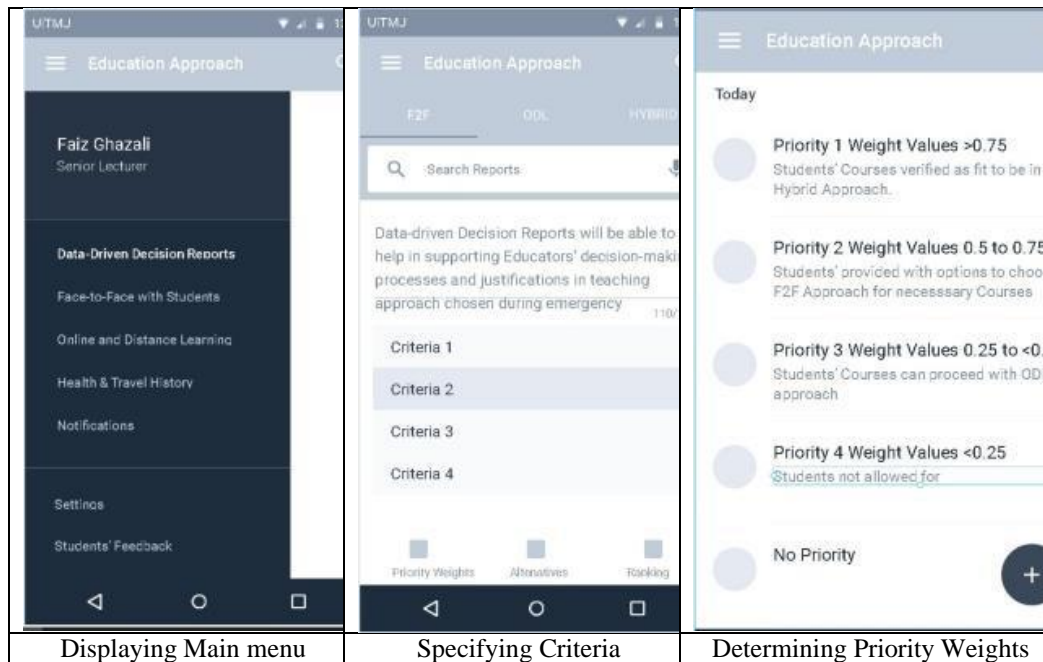 UiTMJ
Education Approach
Faiz Ghazali
Senior Lecturer
Data-Driven Decision Reports
Face-to-Face with Students
Online and Distance Learning
Health & Travel History
Notifications
Settings
Students' Feedback
Displaying Main menu
UiTMJ
Education Approach
F2F ODL HYBRID
Search Reports
Data-driven Decision Reports will be able to
help in supporting Educators' decision-maki
processes and justifications in teaching
approach chosen during emergency
110/
Criteria 1
Criteria 2
Criteria 3
Criteria 4
Priority Weights Alternatives Ranking
Specifying Criteria
Education Approach
Today
Priority 1 Weight Values >0.75
Students' Courses verified as fit to be in
Hybrid Approach.
Priority 2 Weight Values 0.5 to 0.75
Students' provided with options to choo
F2F Approach for necesssary Courses
Priority 3 Weight Values 0.25 to <0.
Students' Courses can proceed with OD
approach
Priority 4 Weight Values <0.25
Students not allowed for
No Priority
+
Determining Priority Weights